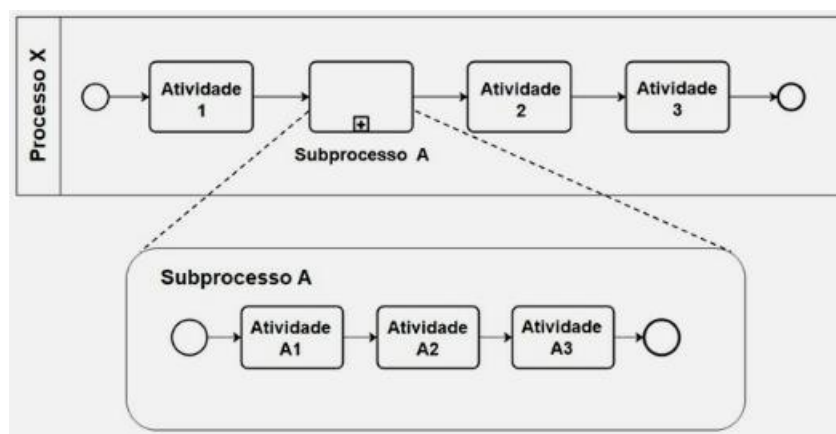 Processo X
Atividade
1
Subprocesso A
Atividade
2
Atividade
3
Subprocesso A
Atividade
A1
Atividade
A2
Atividade
A3